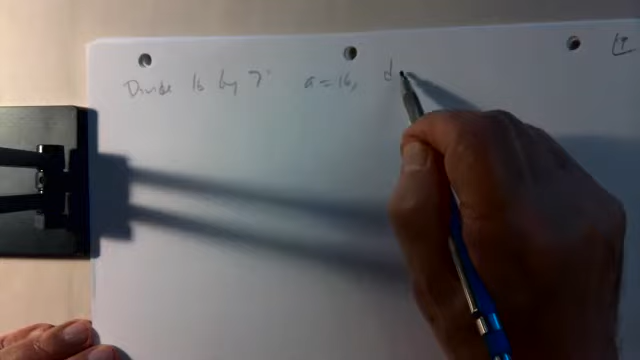 Divide 16 by 7: a = 16, d